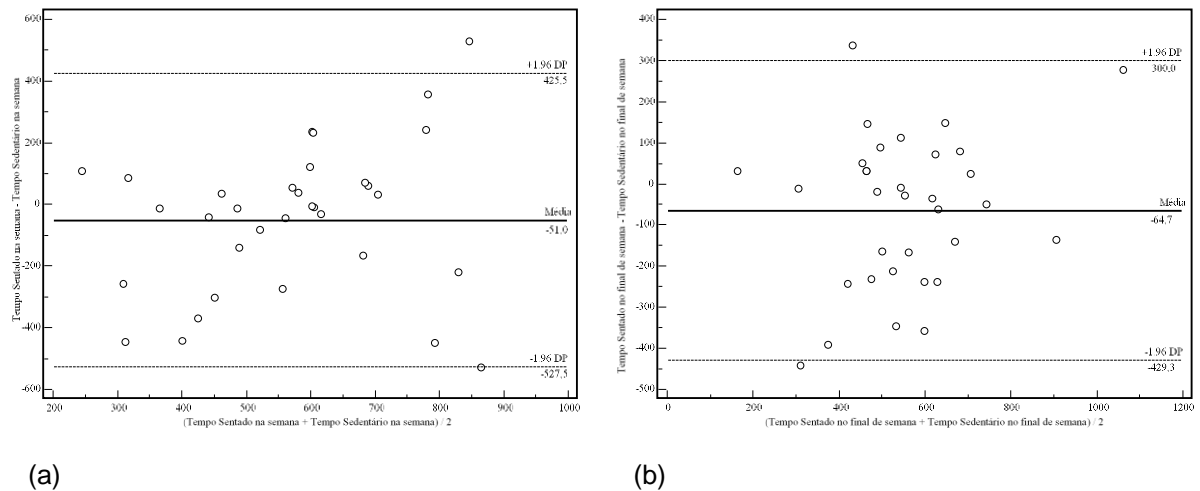 600
400
200
0
-200
-400
-600
Tempo Sentado na semana - Tempo Sedentário na semana
+1.96 DP
425.5
Média
-51.0
-1.96 DP
-527.5
200 300 400 500 600 700 800 900 1000
(Tempo Sentado na semana + Tempo Sedentário na semana) / 2
(a)
400
300
200
100
0
-100
-200
-300
-400
-500
Tempo Sentado no final de semana - Tempo Sedentário no final de semana
+1.96 DP
300.0
Média
-64.7
-1.96 DP
-429.3
0 200 400 600 800 1000 1200
(Tempo Sentado no final de semana + Tempo Sedentário no final de semana) / 2
(b)